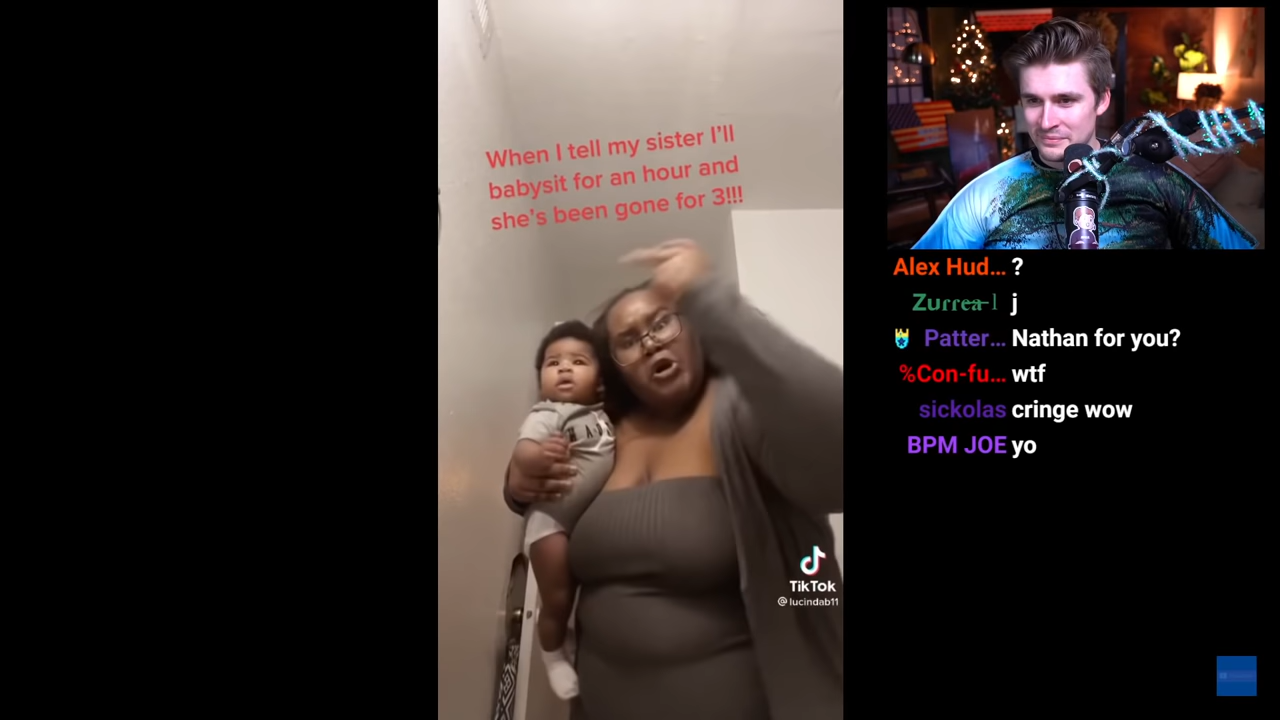 When I tell my sister I'll
babysit for an hour and
she's been gone for 3!!!
TikTok
@lucindab11
Alex Hud... ?
Zurrea l j
Patter... Nathan for you?
%Con-fu... wtf
sickolas cringe wow
BPM JOE yo